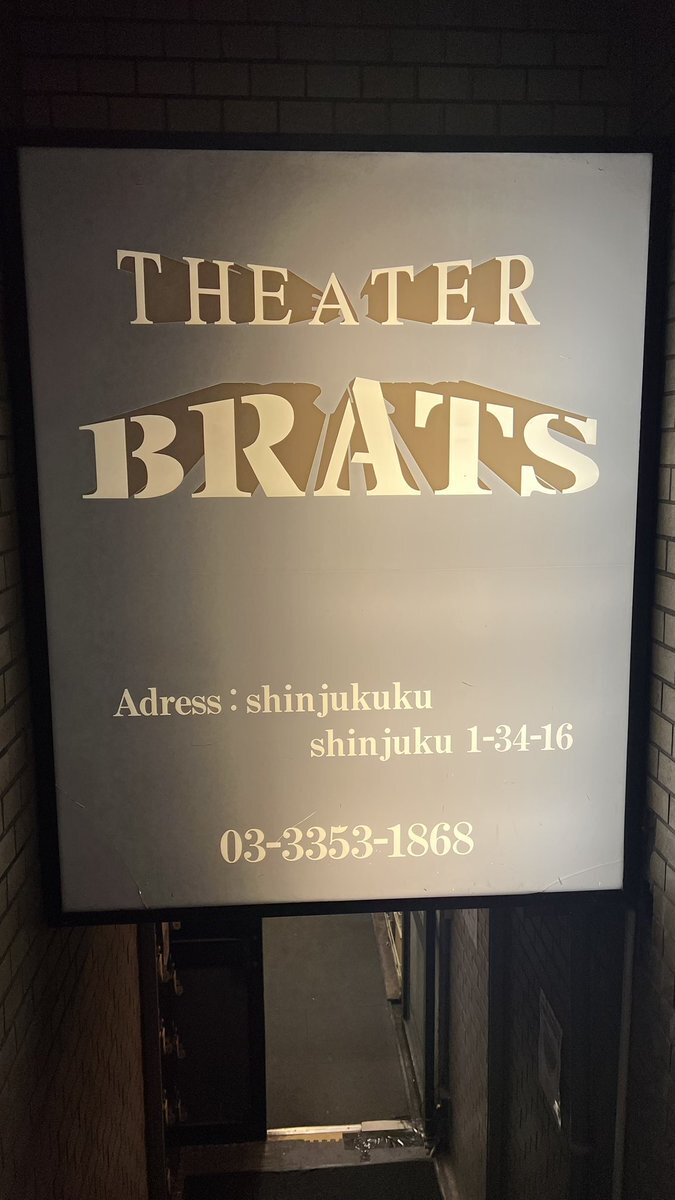 THEATER
BRATS
Adress : shinjukuku
shinjuku 1-34-16
03-3353-1868